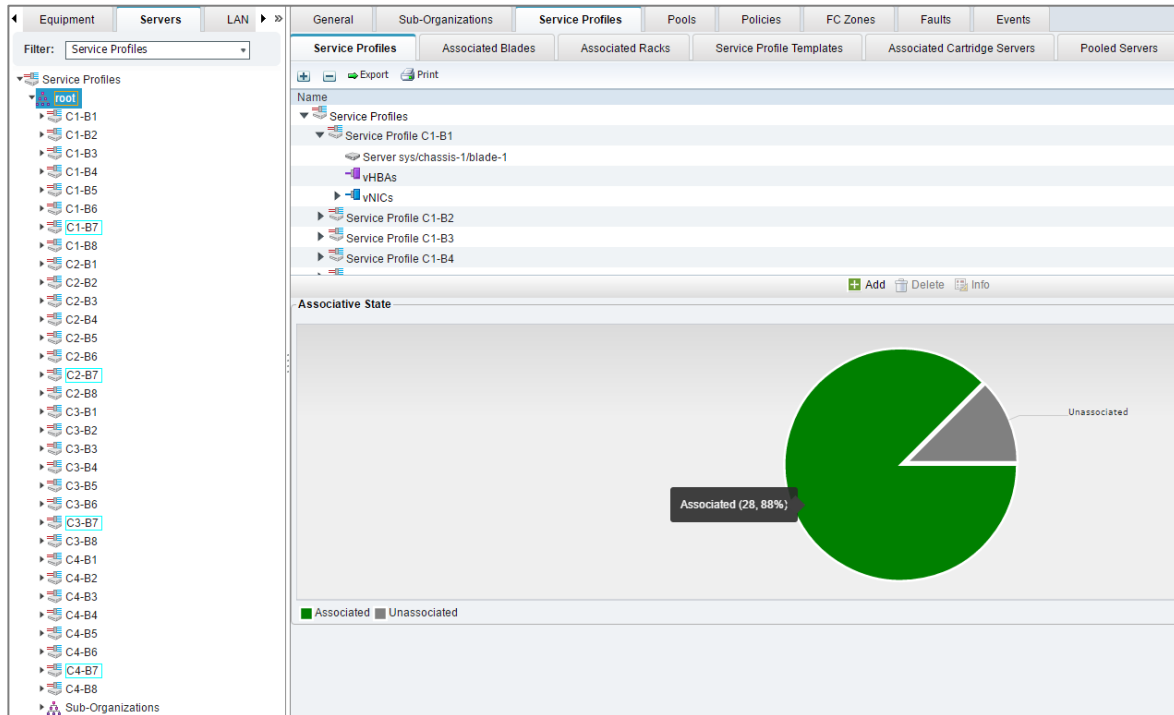 Equipment Servers LAN »
Filter: Service Profiles
Service Profiles
root
C1-B1
C1-B2
C1-B3
C1-B4
C1-B5
C1-B6
C1-B7
C1-B8
C2-B1
C2-B2
C2-B3
C2-B4
C2-B5
C2-B6
C2-B7
C2-B8
C3-B1
C3-B2
C3-B3
C3-B4
C3-B5
C3-B6
C3-B7
C3-B8
C4-B1
C4-B2
C4-B3
C4-B4
C4-B5
C4-B6
C4-B7
C4-B8
Sub-Organizations
General Sub-Organizations Service Profiles Pools Policies FC Zones Faults Events
Service Profiles Associated Blades Associated Racks Service Profile Templates Associated Cartridge Servers Pooled Servers
Export Print
Name
Service Profiles
Service Profile C1-B1
Server sys/chassis-1/blade-1
vHBAs
vNICs
Service Profile C1-B2
Service Profile C1-B3
Service Profile C1-B4
Add Delete Info
Associative State
Unassociated
Associated (28, 88%)
Associated Unassociated